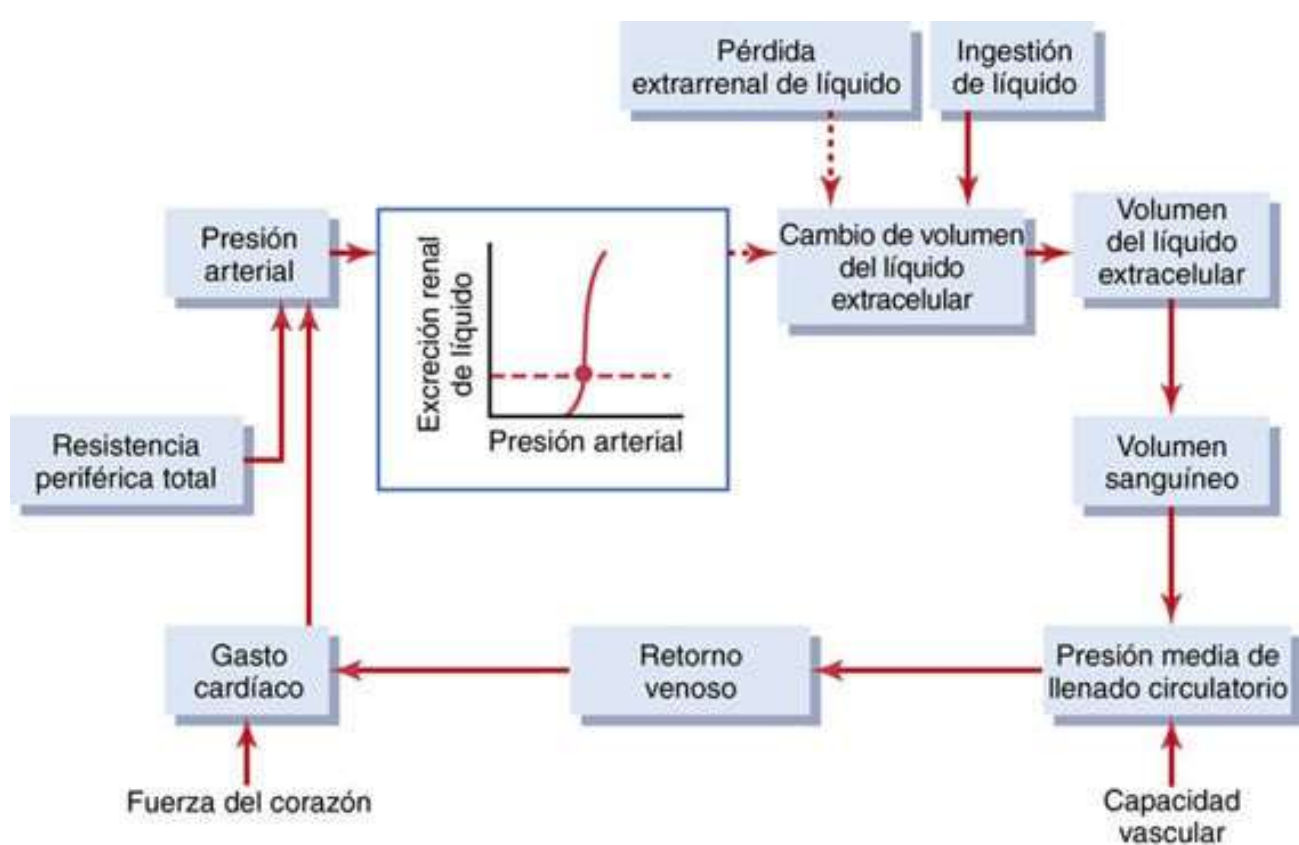 Pérdida
extrarrenal de líquido
Ingestión
de líquido
Presión
arterial
Excreción renal
de líquido
Presión arterial
Cambio de volumen
del líquido
extracelular
Volumen
del líquido
extracelular
Resistencia
periférica total
Volumen
sanguíneo
Gasto
cardíaco
Retorno
venoso
Presión media de
llenado circulatorio
Fuerza del corazón
Capacidad
vascular